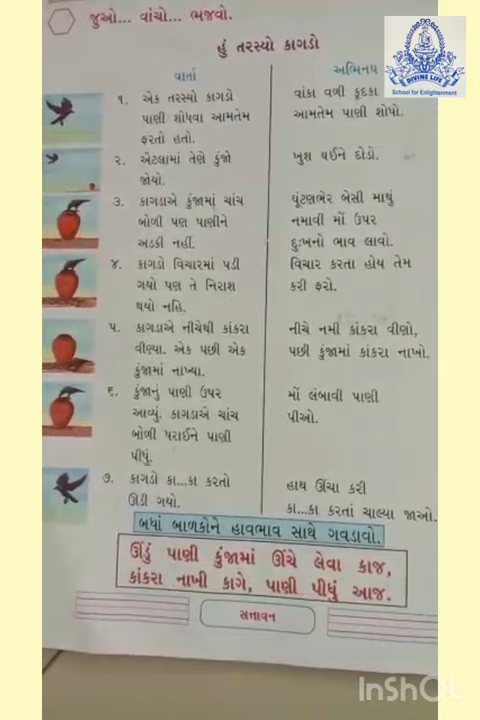 જુઓ... વાંચો... ભજવો.
DIVINE LIFE
School for Enlightenment
હું તરસ્યો કાગડો
વાર્તા
અભિનય
૧. એક તરસ્યો કાગડો
પાણી શોધવા આમતેમ
ફરતો હતો.
વાંકા વળી કૂદકા
આમતેમ પાણી શોધો.
૨. એટલામાં તેણે કુંજો
જોયો.
ખુશ થઈને દોડો.
૩. કાગડાએ કુંજામાં ચાંચ
બોળી પણ પાણીને
અડકી નહીં.
ઘૂંટણભેર બેસી માથું
નમાવી મોં ઉપર
દુઃખનો ભાવ લાવો.
૪. કાગડો વિચારમાં પડી
ગયો પણ તે નિરાશ
થયો નહિ.
વિચાર કરતા હોય તેમ
કરી ફરો.
૫. કાગડાએ નીચેથી કાંકરા
વીણ્યા. એક પછી એક
કુંજામાં નાખ્યા.
નીચે નમી કાંકરા વીણો,
પછી કુંજામાં કાંકરા નાખો.
૬. કુંજાનું પાણી ઉપર
આવ્યું. કાગડાએ ચાંચ
બોળી ધરાઈને પાણી
પીધું.
મોં લંબાવી પાણી
પીઓ.
૭. કાગડો કા...કા કરતો
ઊડી ગયો.
હાથ ઊંચા કરી
કા...કા કરતાં ચાલ્યા જાઓ.
બધાં બાળકોને હાવભાવ સાથે ગવડાવો.
ઊંડું પાણી કુંજામાં ઊંચે લેવા કાજ,
કાંકરા નાખી કાગે, પાણી પીધું આજ.
સત્તાવન
InShOt